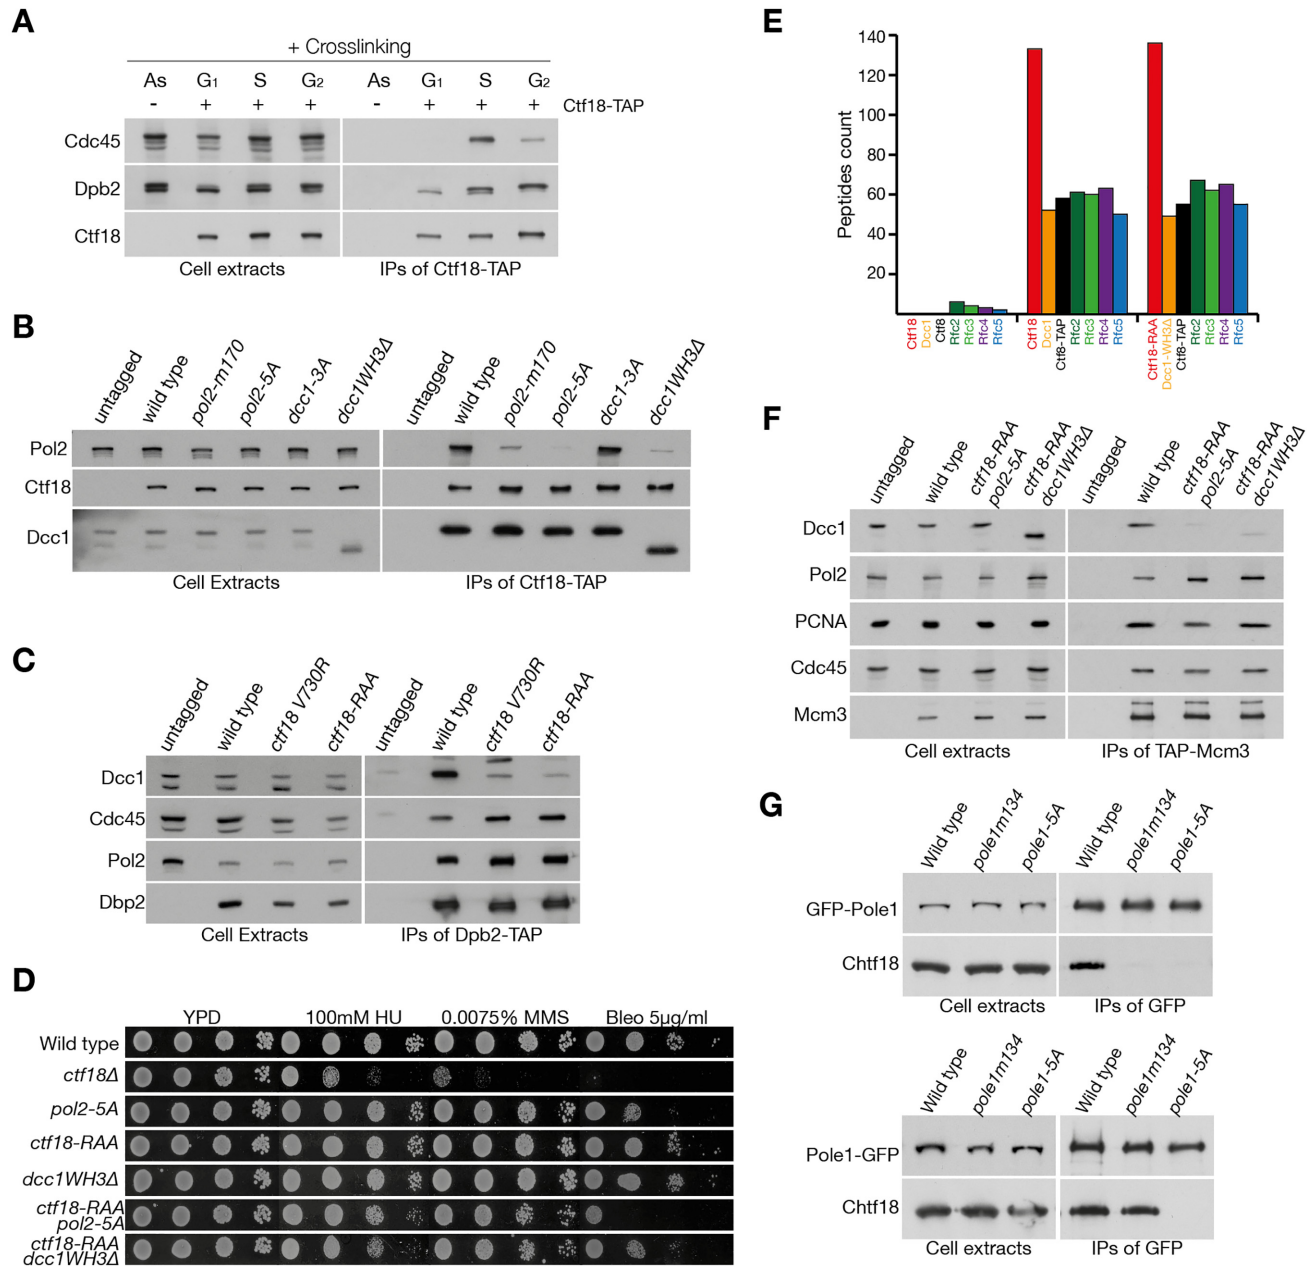 A
+ Crosslinking
As G1 S G2 As G1 S G2
- + + + - + + + Ctf18-TAP
Cdc45
Dpb2
Ctf18
Cell extracts IPs of Ctf18-TAP
B
untagged wild type pol2-m170 pol2-5A dcc1-3A dcc1WH3Δ untagged wild type pol2-m170 pol2-5A dcc1-3A dcc1WH3Δ
Pol2
Ctf18
Dcc1
Cell Extracts IPs of Ctf18-TAP
C
untagged wild type ctf18 V730R ctf18-RAA untagged wild type ctf18 V730R ctf18-RAA
Dcc1
Cdc45
Pol2
Dbp2
Cell Extracts IPs of Dpb2-TAP
D
YPD 100mM HU 0.0075% MMS Bleo 5µg/ml
Wild type
ctf18Δ
pol2-5A
ctf18-RAA
dcc1WH3Δ
ctf18-RAA
pol2-5A
ctf18-RAA
dcc1WH3Δ
E
Peptides count
140
120
100
80
60
40
20
Ctf18 Dcc1 Ctf8 Rfc2 Rfc3 Rfc4 Rfc5 Ctf18 Dcc1 Ctf8-TAP Rfc2 Rfc3 Rfc4 Rfc5 Ctf18-RAA Dcc1-WH3Δ Ctf8-TAP Rfc2 Rfc3 Rfc4 Rfc5
F
untagged wild type ctf18-RAA pol2-5A ctf18-RAA dcc1WH3Δ untagged wild type ctf18-RAA pol2-5A ctf18-RAA dcc1WH3Δ
Dcc1
Pol2
PCNA
Cdc45
Mcm3
Cell extracts IPs of TAP-Mcm3
G
Wild type pole1m134 pole1-5A Wild type pole1m134 pole1-5A
GFP-Pole1
Chtf18
Cell extracts IPs of GFP
Wild type pole1m134 pole1-5A Wild type pole1m134 pole1-5A
Pole1-GFP
Chtf18
Cell extracts IPs of GFP